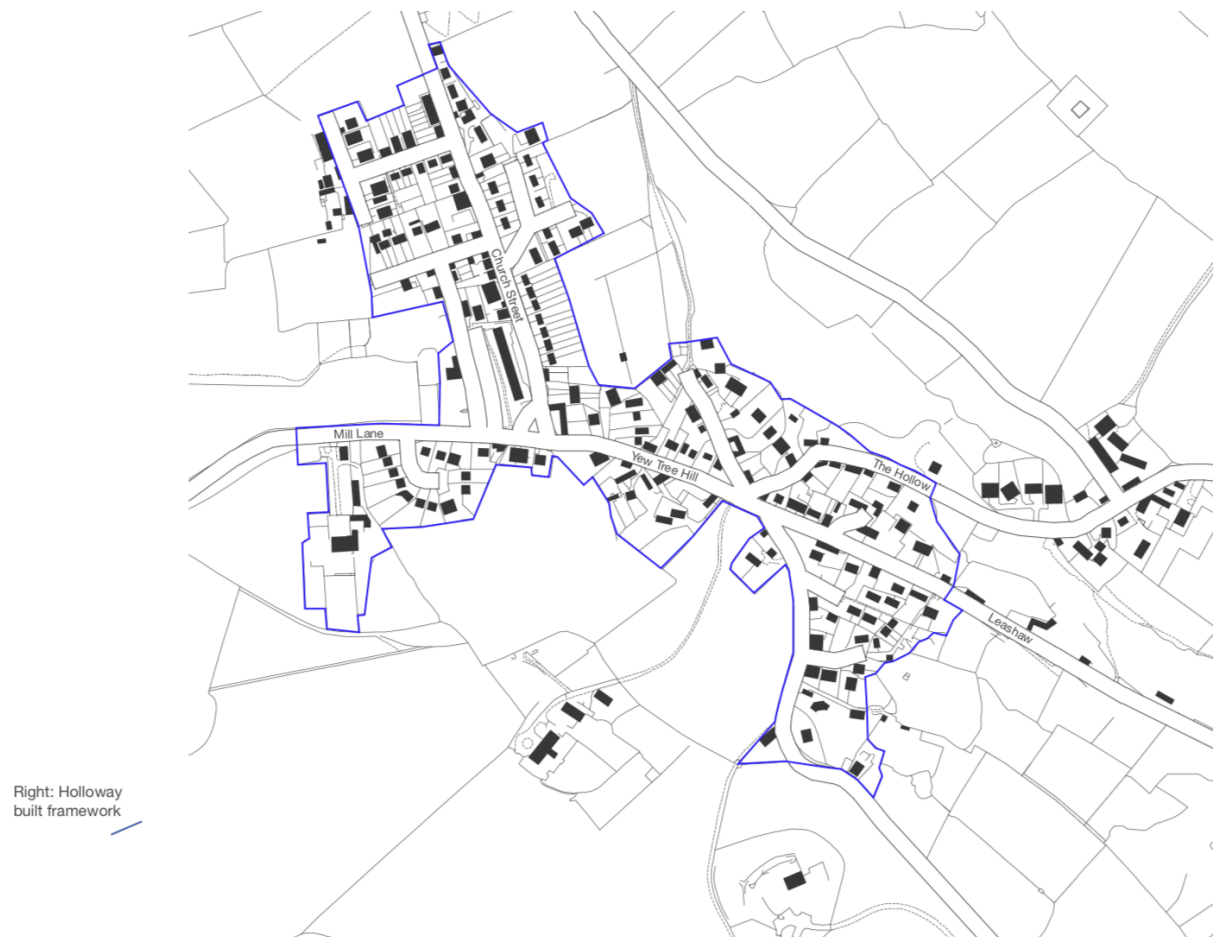 Church Street
Mill Lane
Yew Tree Hill
The Hollow
Leashaw
Right: Holloway
built framework